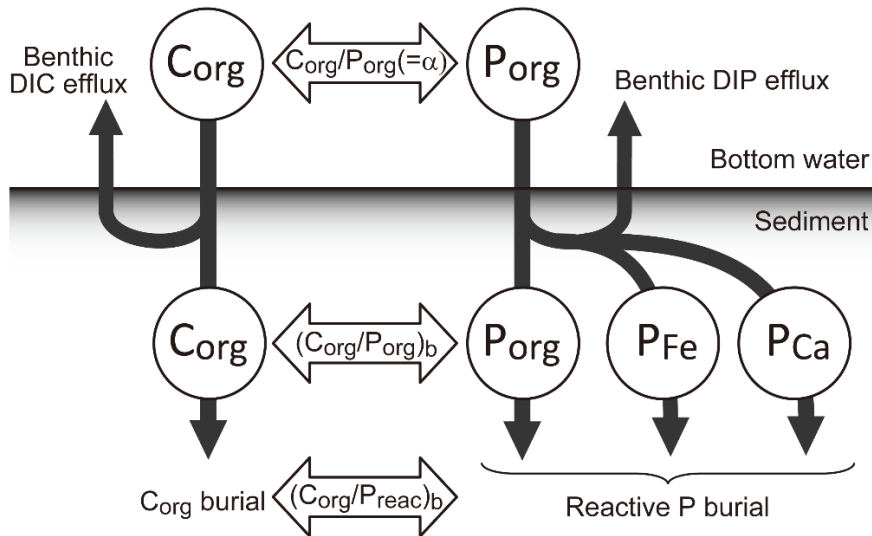 Benthic
DIC efflux
Corg
Corg/Porg(=α)
Porg
Benthic DIP efflux
Bottom water
Sediment
Corg
(Corg/Porg)b
Porg
PFe
PCa
Corg burial
(Corg/Preac)b
Reactive P burial